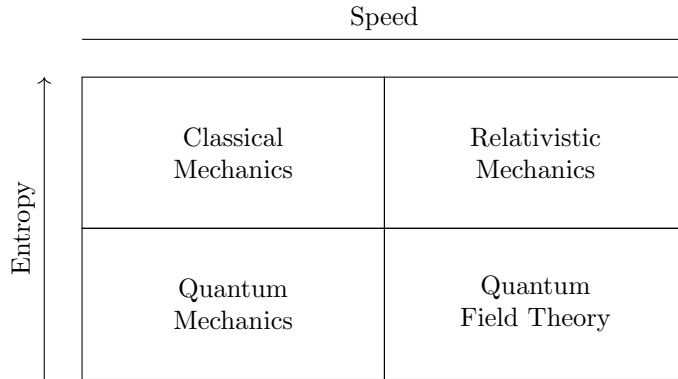 Speed
Classical
Mechanics
Relativistic
Mechanics
Entropy
Quantum
Mechanics
Quantum
Field Theory